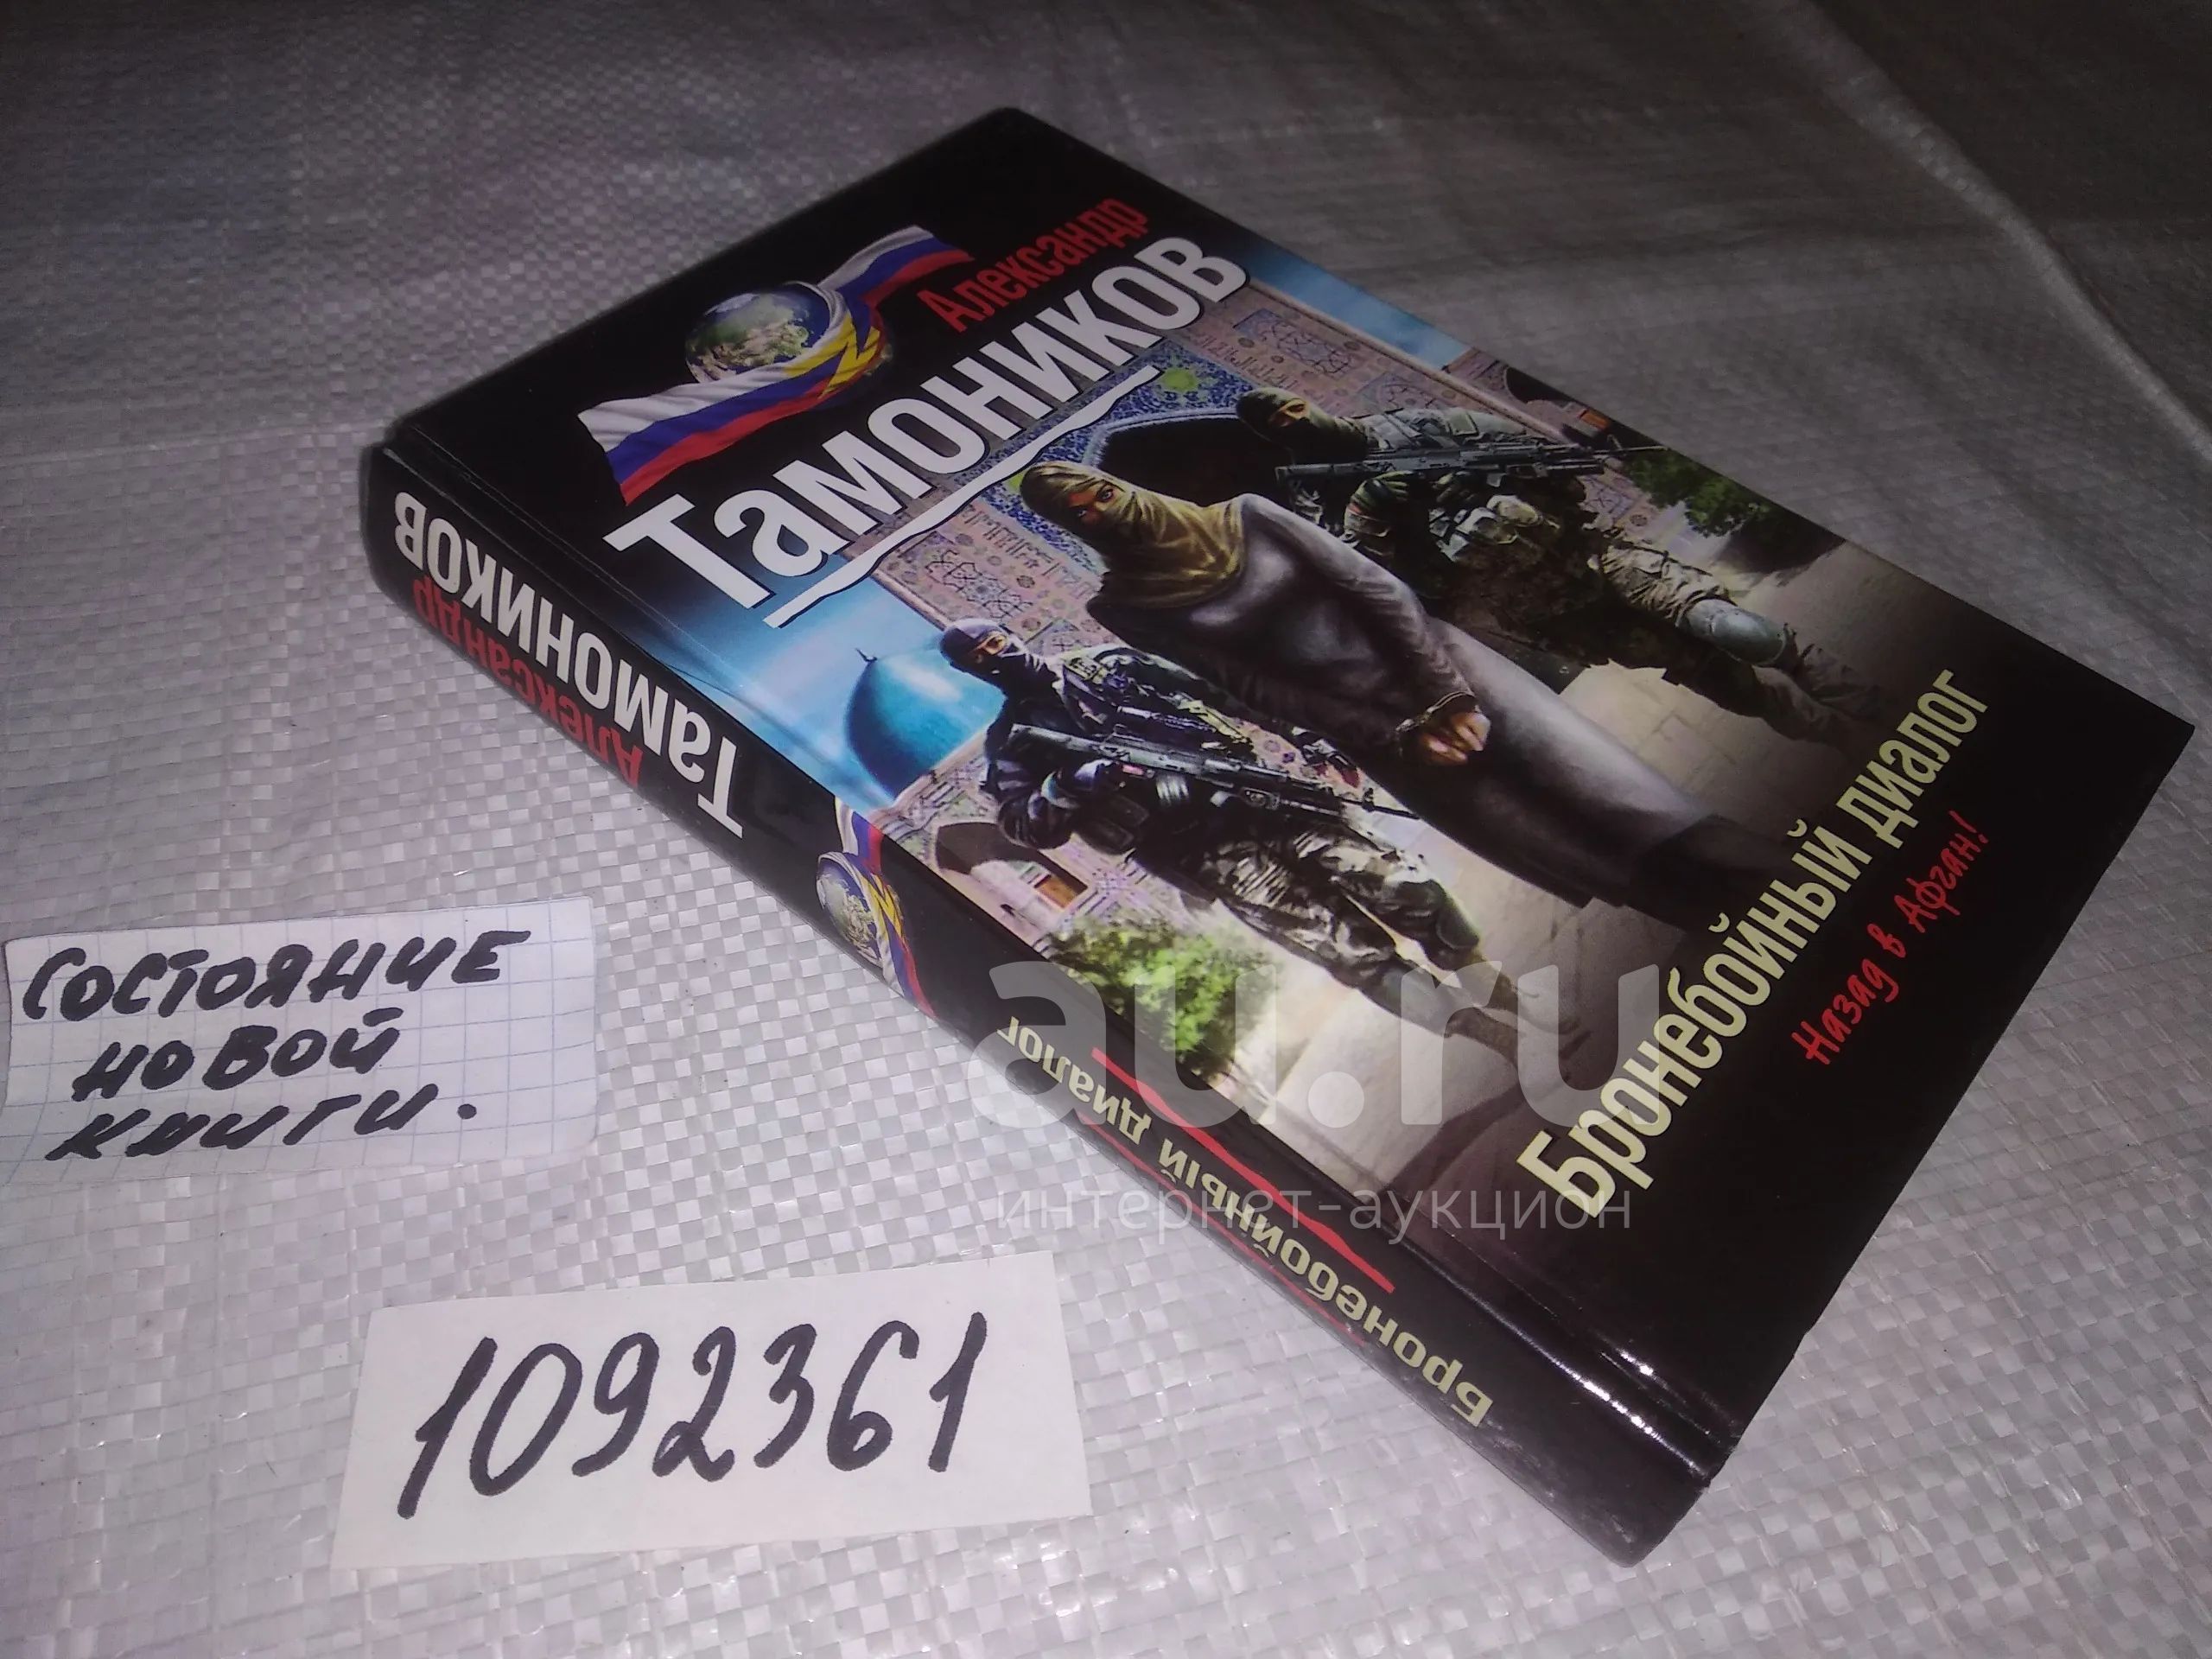 Александр
Тамоников
Бронебойный диалог
Назад в Афган!
Александр
Тамоников
Бронебойный диалог
состояние
новой
книги.
1092361
au.ru
интернет-аукцион